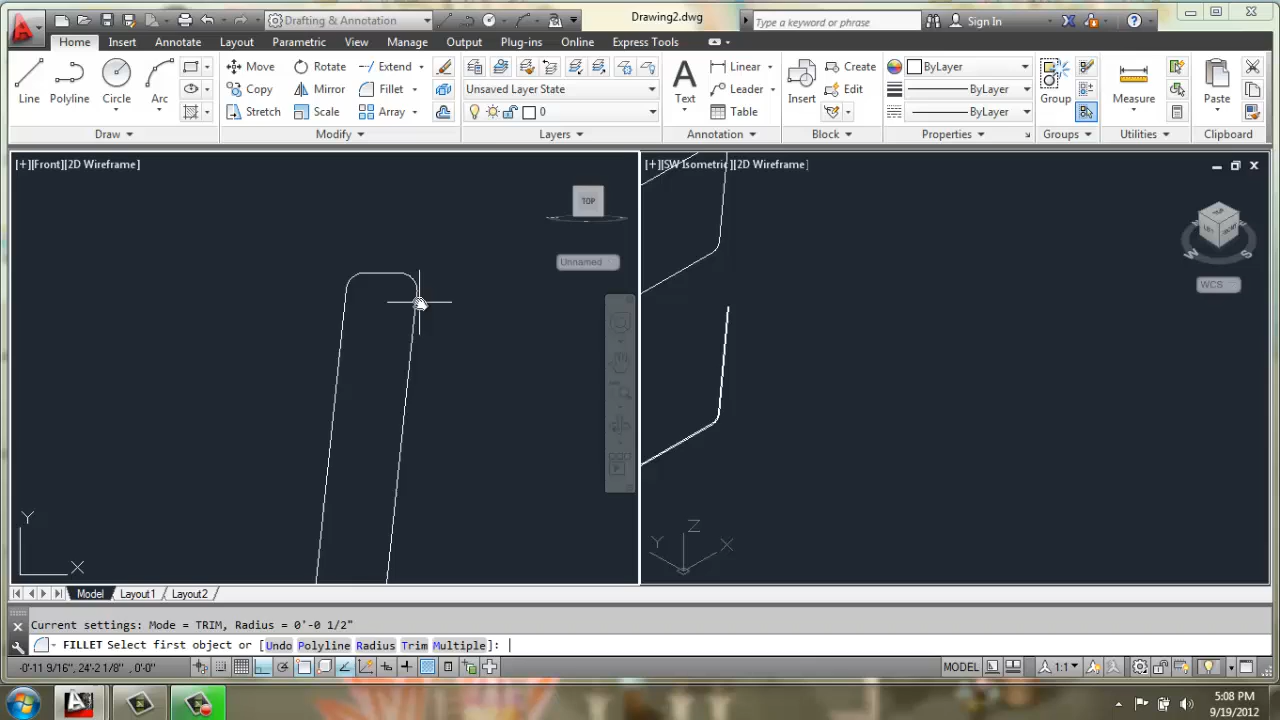 Drafting & Annotation
Drawing2.dwg
Type a keyword or phrase
Sign In
Home Insert Annotate Layout Parametric View Manage Output Plug-ins Online Express Tools
Line Polyline Circle Arc
Move Rotate Extend
Copy Mirror Fillet
Stretch Scale Array
Unsaved Layer State
0
Text
Linear
Leader
Table
Insert
Create
Edit
ByLayer
ByLayer
ByLayer
Group
Measure
Paste
Draw Modify Layers Annotation Block Properties Groups Utilities Clipboard
[+][Front][2D Wireframe]
[+][SW Isometric][2D Wireframe]
TOP
Unnamed
WCS
Y
X
Z
Y
X
Model Layout1 Layout2
Current settings: Mode = TRIM, Radius = 0'-0 1/2"
FILLET Select first object or [Undo Polyline Radius Trim Multiple]:
-0'-11 9/16", 24'-2 1/8" , 0'-0"
MODEL
1:1
5:08 PM
9/19/2012